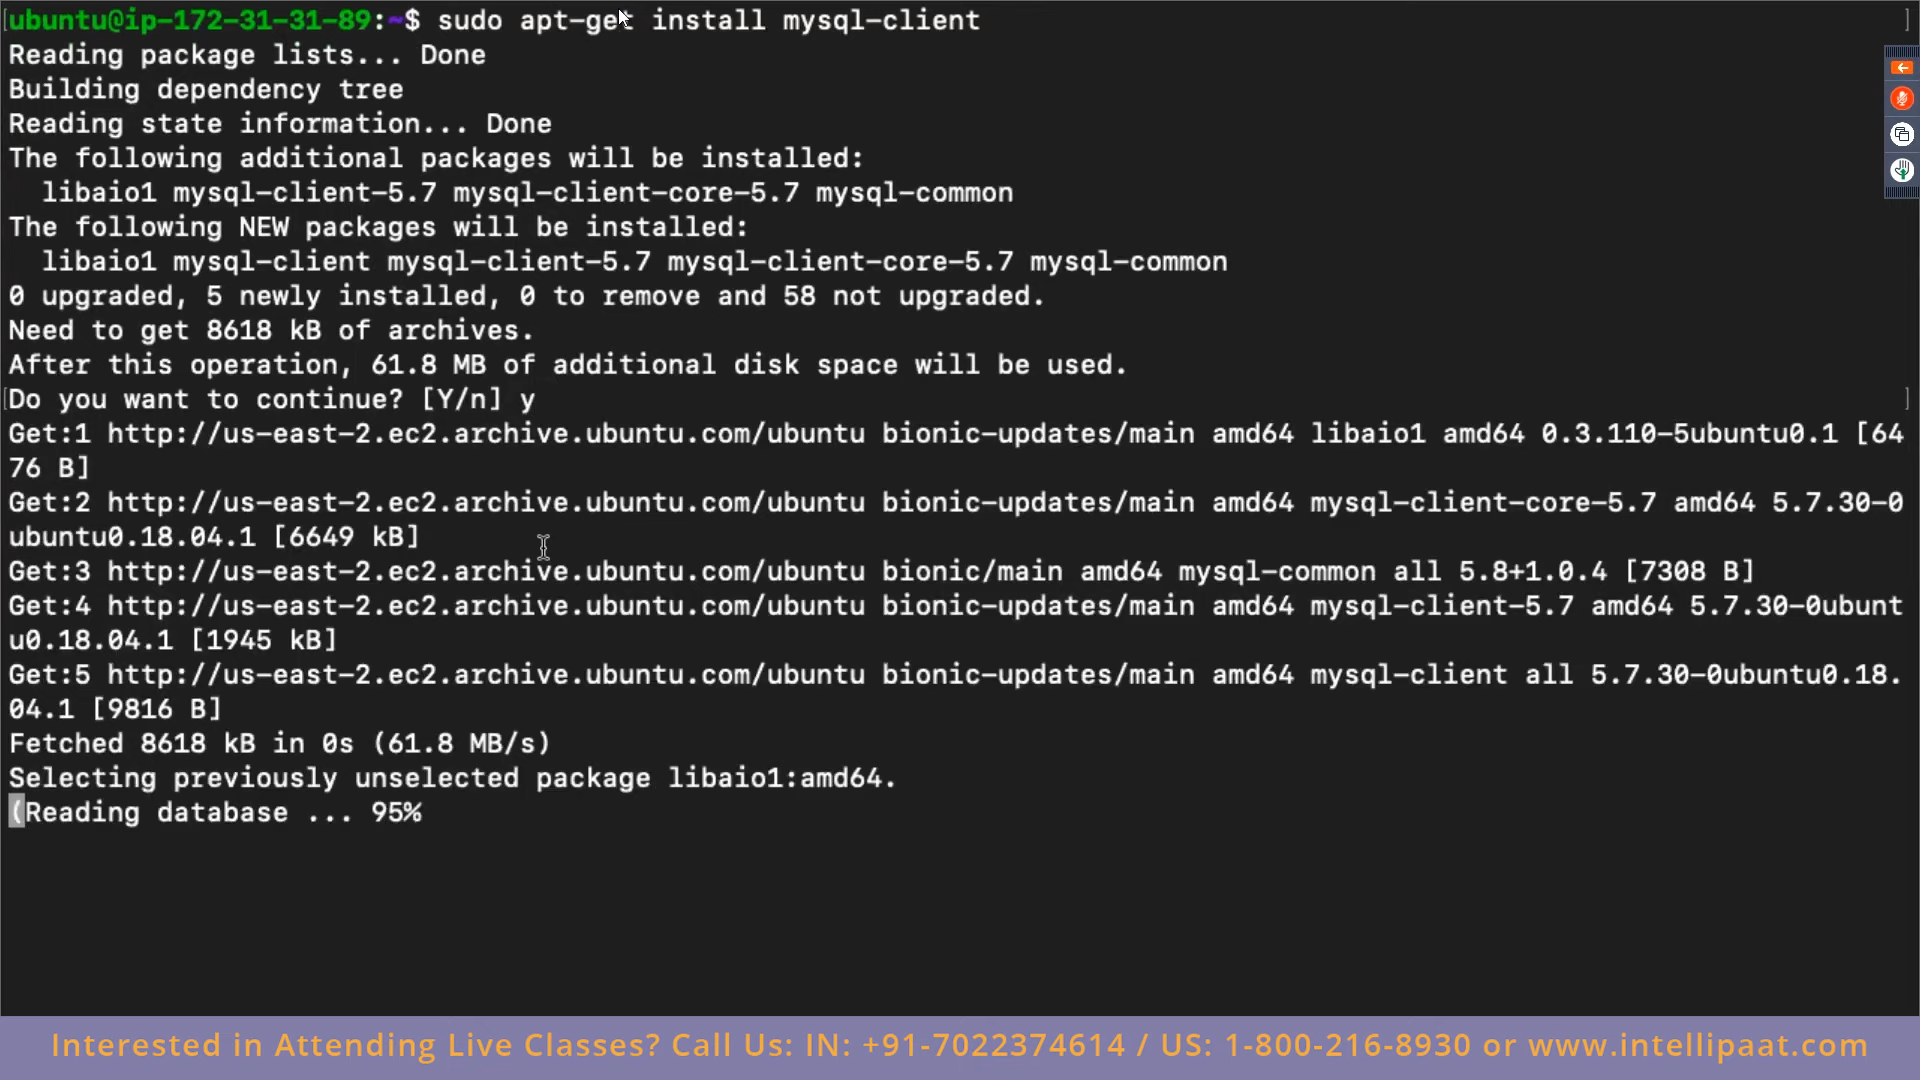 ubuntu@ip-172-31-31-89:~$ sudo apt-get install mysql-client
Reading package lists... Done
Building dependency tree
Reading state information... Done
The following additional packages will be installed:
  libaio1 mysql-client-5.7 mysql-client-core-5.7 mysql-common
The following NEW packages will be installed:
  libaio1 mysql-client mysql-client-5.7 mysql-client-core-5.7 mysql-common
0 upgraded, 5 newly installed, 0 to remove and 58 not upgraded.
Need to get 8618 kB of archives.
After this operation, 61.8 MB of additional disk space will be used.
Do you want to continue? [Y/n] y
Get:1 http://us-east-2.ec2.archive.ubuntu.com/ubuntu bionic-updates/main amd64 libaio1 amd64 0.3.110-5ubuntu0.1 [64
76 B]
Get:2 http://us-east-2.ec2.archive.ubuntu.com/ubuntu bionic-updates/main amd64 mysql-client-core-5.7 amd64 5.7.30-0
ubuntu0.18.04.1 [6649 kB]
Get:3 http://us-east-2.ec2.archive.ubuntu.com/ubuntu bionic/main amd64 mysql-common all 5.8+1.0.4 [7308 B]
Get:4 http://us-east-2.ec2.archive.ubuntu.com/ubuntu bionic-updates/main amd64 mysql-client-5.7 amd64 5.7.30-0ubunt
u0.18.04.1 [1945 kB]
Get:5 http://us-east-2.ec2.archive.ubuntu.com/ubuntu bionic-updates/main amd64 mysql-client all 5.7.30-0ubuntu0.18.
04.1 [9816 B]
Fetched 8618 kB in 0s (61.8 MB/s)
Selecting previously unselected package libaio1:amd64.
(Reading database ... 95%
Interested in Attending Live Classes? Call Us: IN: +91-7022374614 / US: 1-800-216-8930 or www.intellipaat.com